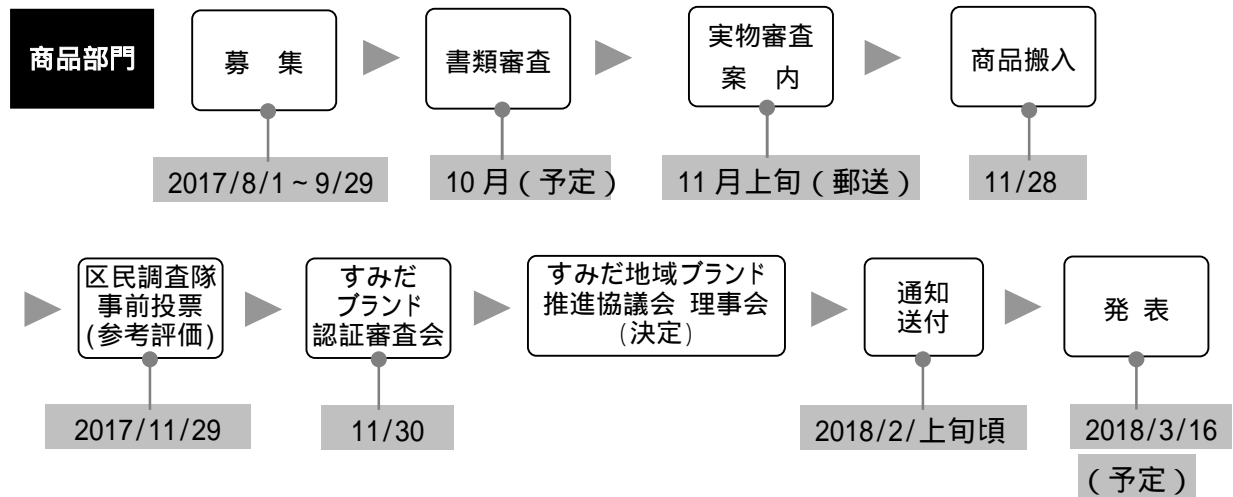 商品部門
募 集
書類審査
実物審査
案 内
商品搬入
2017/8/1～9/29
10月(予定)
11月上旬(郵送)
11/28
区民調査隊
事前投票
(参考評価)
すみだ
ブランド
認証審査会
すみだ地域ブランド
推進協議会 理事会
(決定)
通知
送付
発 表
2017/11/29
11/30
2018/2/上旬頃
2018/3/16
(予定)